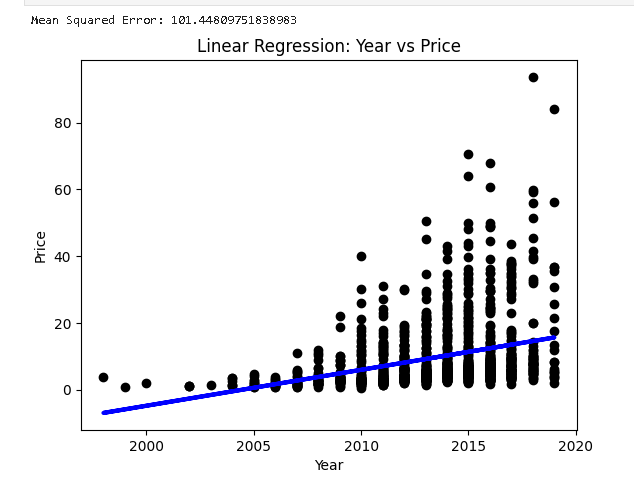 Mean Squared Error: 101.44809751838983
Linear Regression: Year vs Price
80
60
40
20
0
Price
2000 2005 2010 2015 2020
Year